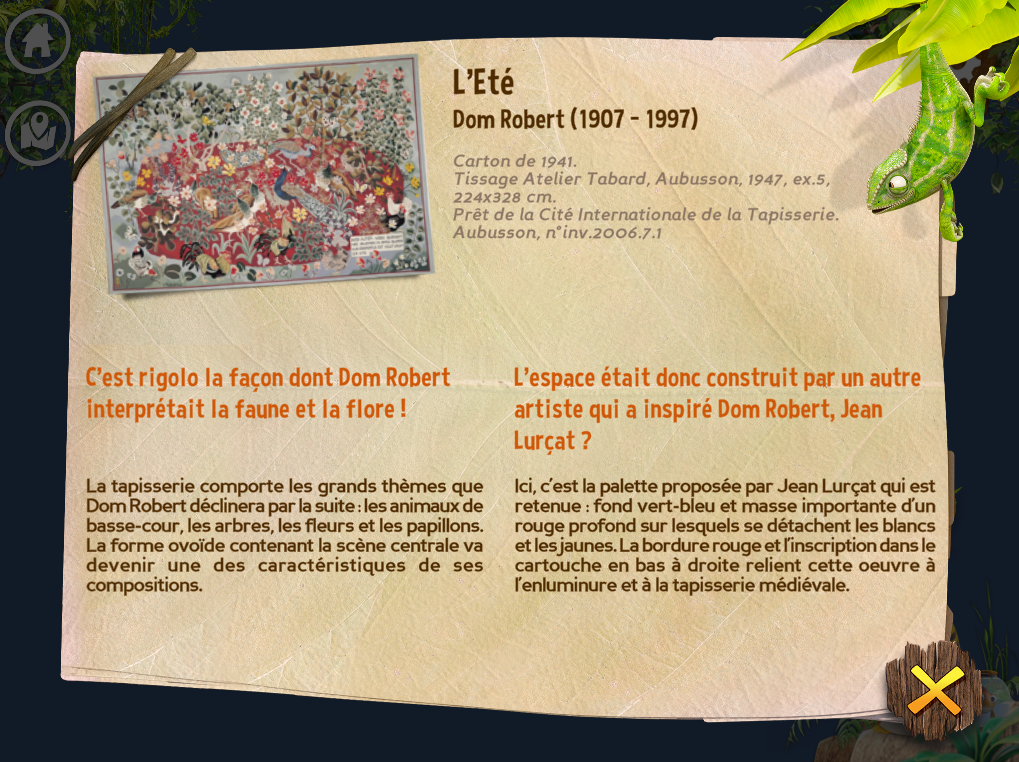 L'Eté
Dom Robert (1907 - 1997)
Carton de 1941.
Tissage Atelier Tabard, Aubusson, 1947, ex.5,
224x328 cm.
Prêt de la Cité Internationale de la Tapisserie.
Aubusson, n°inv.2006.7.1
C'est rigolo la façon dont Dom Robert
interprétait la faune et la flore !
La tapisserie comporte les grands thèmes que
Dom Robert déclinera par la suite : les animaux de
basse-cour, les arbres, les fleurs et les papillons.
La forme ovoïde contenant la scène centrale va
devenir une des caractéristiques de ses
compositions.
L'espace était donc construit par un autre
artiste qui a inspiré Dom Robert, Jean
Lurçat ?
Ici, c'est la palette proposée par Jean Lurçat qui est
retenue : fond vert-bleu et masse importante d'un
rouge profond sur lesquels se détachent les blancs
et les jaunes. La bordure rouge et l'inscription dans le
cartouche en bas à droite relient cette oeuvre à
l'enluminure et à la tapisserie médiévale.